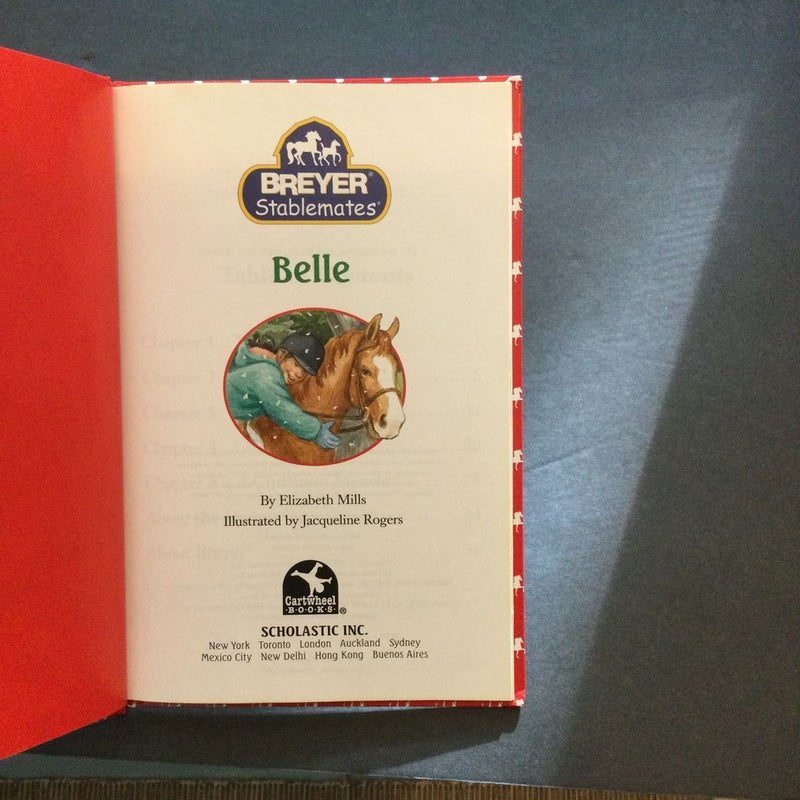 BREYER®
Stablemates®
Belle
By Elizabeth Mills
Illustrated by Jacqueline Rogers
Cartwheel
·B·O·O·K·S· ®
SCHOLASTIC INC.
New York Toronto London Auckland Sydney
Mexico City New Delhi Hong Kong Buenos Aires